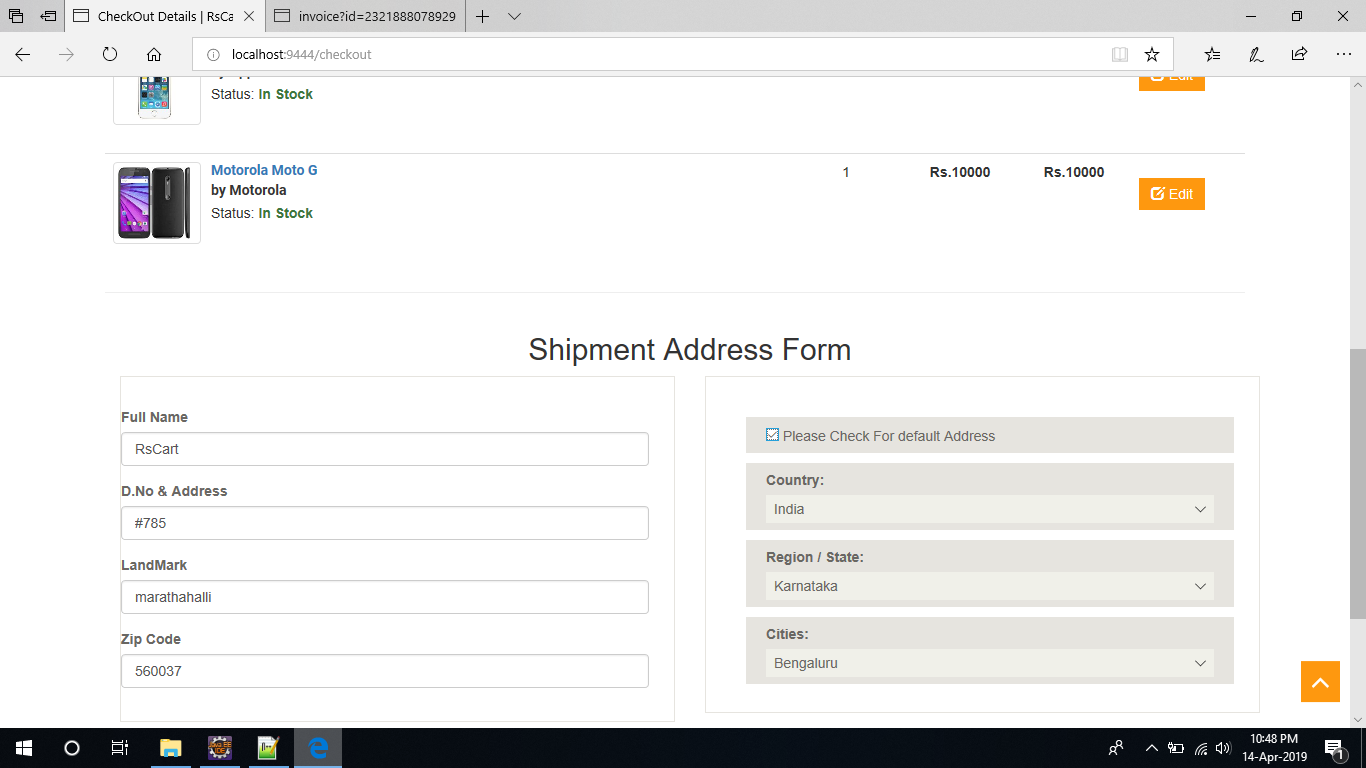 CheckOut Details | RsCa
invoice?id=2321888078929
localhost:9444/checkout
Status: In Stock
Edit
Motorola Moto G
by Motorola
Status: In Stock
1 Rs.10000 Rs.10000
Edit
Shipment Address Form
Full Name
RsCart
D.No & Address
#785
LandMark
marathahalli
Zip Code
560037
Please Check For default Address
Country:
India
Region / State:
Karnataka
Cities:
Bengaluru
10:48 PM
14-Apr-2019
1